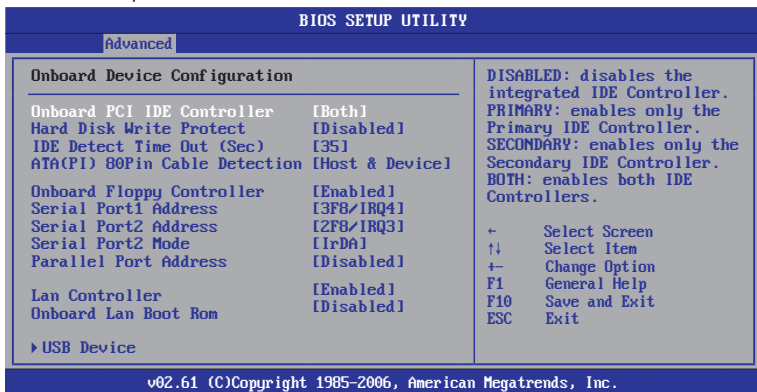 BIOS SETUP UTILITY
Advanced
Onboard Device Configuration
Onboard PCI IDE Controller [Both]
Hard Disk Write Protect [Disabled]
IDE Detect Time Out (Sec) [35]
ATA(PI) 80Pin Cable Detection [Host & Device]
Onboard Floppy Controller [Enabled]
Serial Port1 Address [3F8/IRQ4]
Serial Port2 Address [2F8/IRQ3]
Serial Port2 Mode [IrDA]
Parallel Port Address [Disabled]
Lan Controller [Enabled]
Onboard Lan Boot Rom [Disabled]
▸USB Device
DISABLED: disables the
integrated IDE Controller.
PRIMARY: enables only the
Primary IDE Controller.
SECONDARY: enables only the
Secondary IDE Controller.
BOTH: enables both IDE
Controllers.
← Select Screen
↑↓ Select Item
+- Change Option
F1 General Help
F10 Save and Exit
ESC Exit
v02.61 (C)Copyright 1985-2006, American Megatrends, Inc.